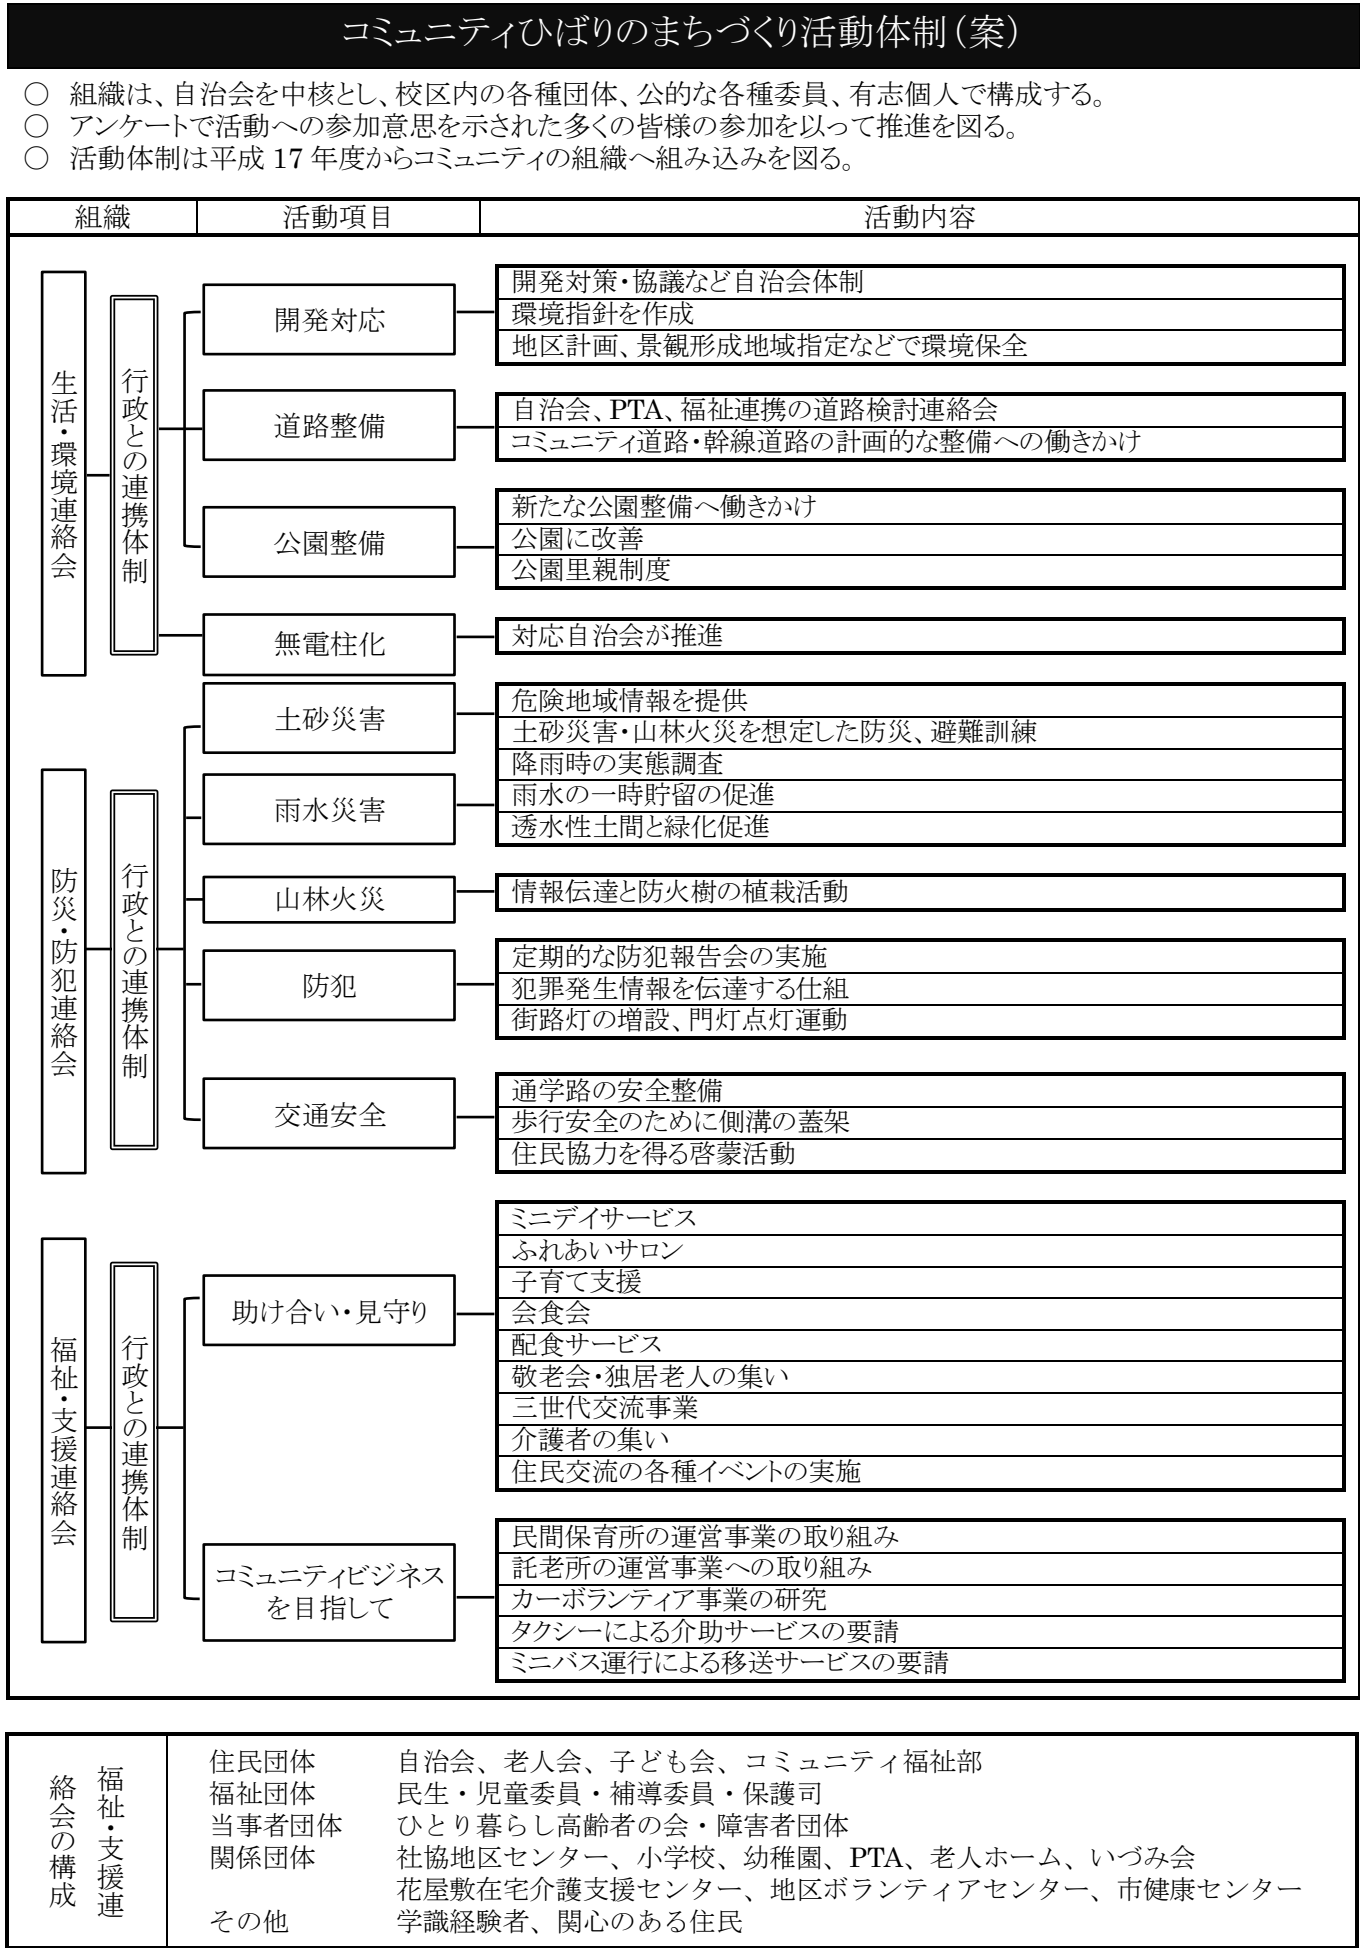 コミュニティひばりのまちづくり活動体制（案）
○ 組織は、自治会を中核とし、校区内の各種団体、公的な各種委員、有志個人で構成する。
○ アンケートで活動への参加意思を示された多くの皆様の参加を以って推進を図る。
○ 活動体制は平成 17 年度からコミュニティの組織へ組み込みを図る。
組織 活動項目 活動内容
生活・環境連絡会
行政との連携体制
開発対応
開発対策・協議など自治会体制
環境指針を作成
地区計画、景観形成地域指定などで環境保全
道路整備
自治会、PTA、福祉連携の道路検討連絡会
コミュニティ道路・幹線道路の計画的な整備への働きかけ
公園整備
新たな公園整備へ働きかけ
公園に改善
公園里親制度
無電柱化
対応自治会が推進
防災・防犯連絡会
行政との連携体制
土砂災害
危険地域情報を提供
土砂災害・山林火災を想定した防災、避難訓練
雨水災害
降雨時の実態調査
雨水の一時貯留の促進
透水性土間と緑化促進
山林火災
情報伝達と防火樹の植栽活動
防犯
定期的な防犯報告会の実施
犯罪発生情報を伝達する仕組
街路灯の増設、門灯点灯運動
交通安全
通学路の安全整備
歩行安全のために側溝の蓋架
住民協力を得る啓蒙活動
福祉・支援連絡会
行政との連携体制
助け合い・見守り
ミニデイサービス
ふれあいサロン
子育て支援
会食会
配食サービス
敬老会・独居老人の集い
三世代交流事業
介護者の集い
住民交流の各種イベントの実施
コミュニティビジネス
を目指して
民間保育所の運営事業の取り組み
託老所の運営事業への取り組み
カーボランティア事業の研究
タクシーによる介助サービスの要請
ミニバス運行による移送サービスの要請
福祉・支援連
絡会の構成
住民団体 自治会、老人会、子ども会、コミュニティ福祉部
福祉団体 民生・児童委員・補導委員・保護司
当事者団体 ひとり暮らし高齢者の会・障害者団体
関係団体 社協地区センター、小学校、幼稚園、PTA、老人ホーム、いづみ会
花屋敷在宅介護支援センター、地区ボランティアセンター、市健康センター
その他 学識経験者、関心のある住民